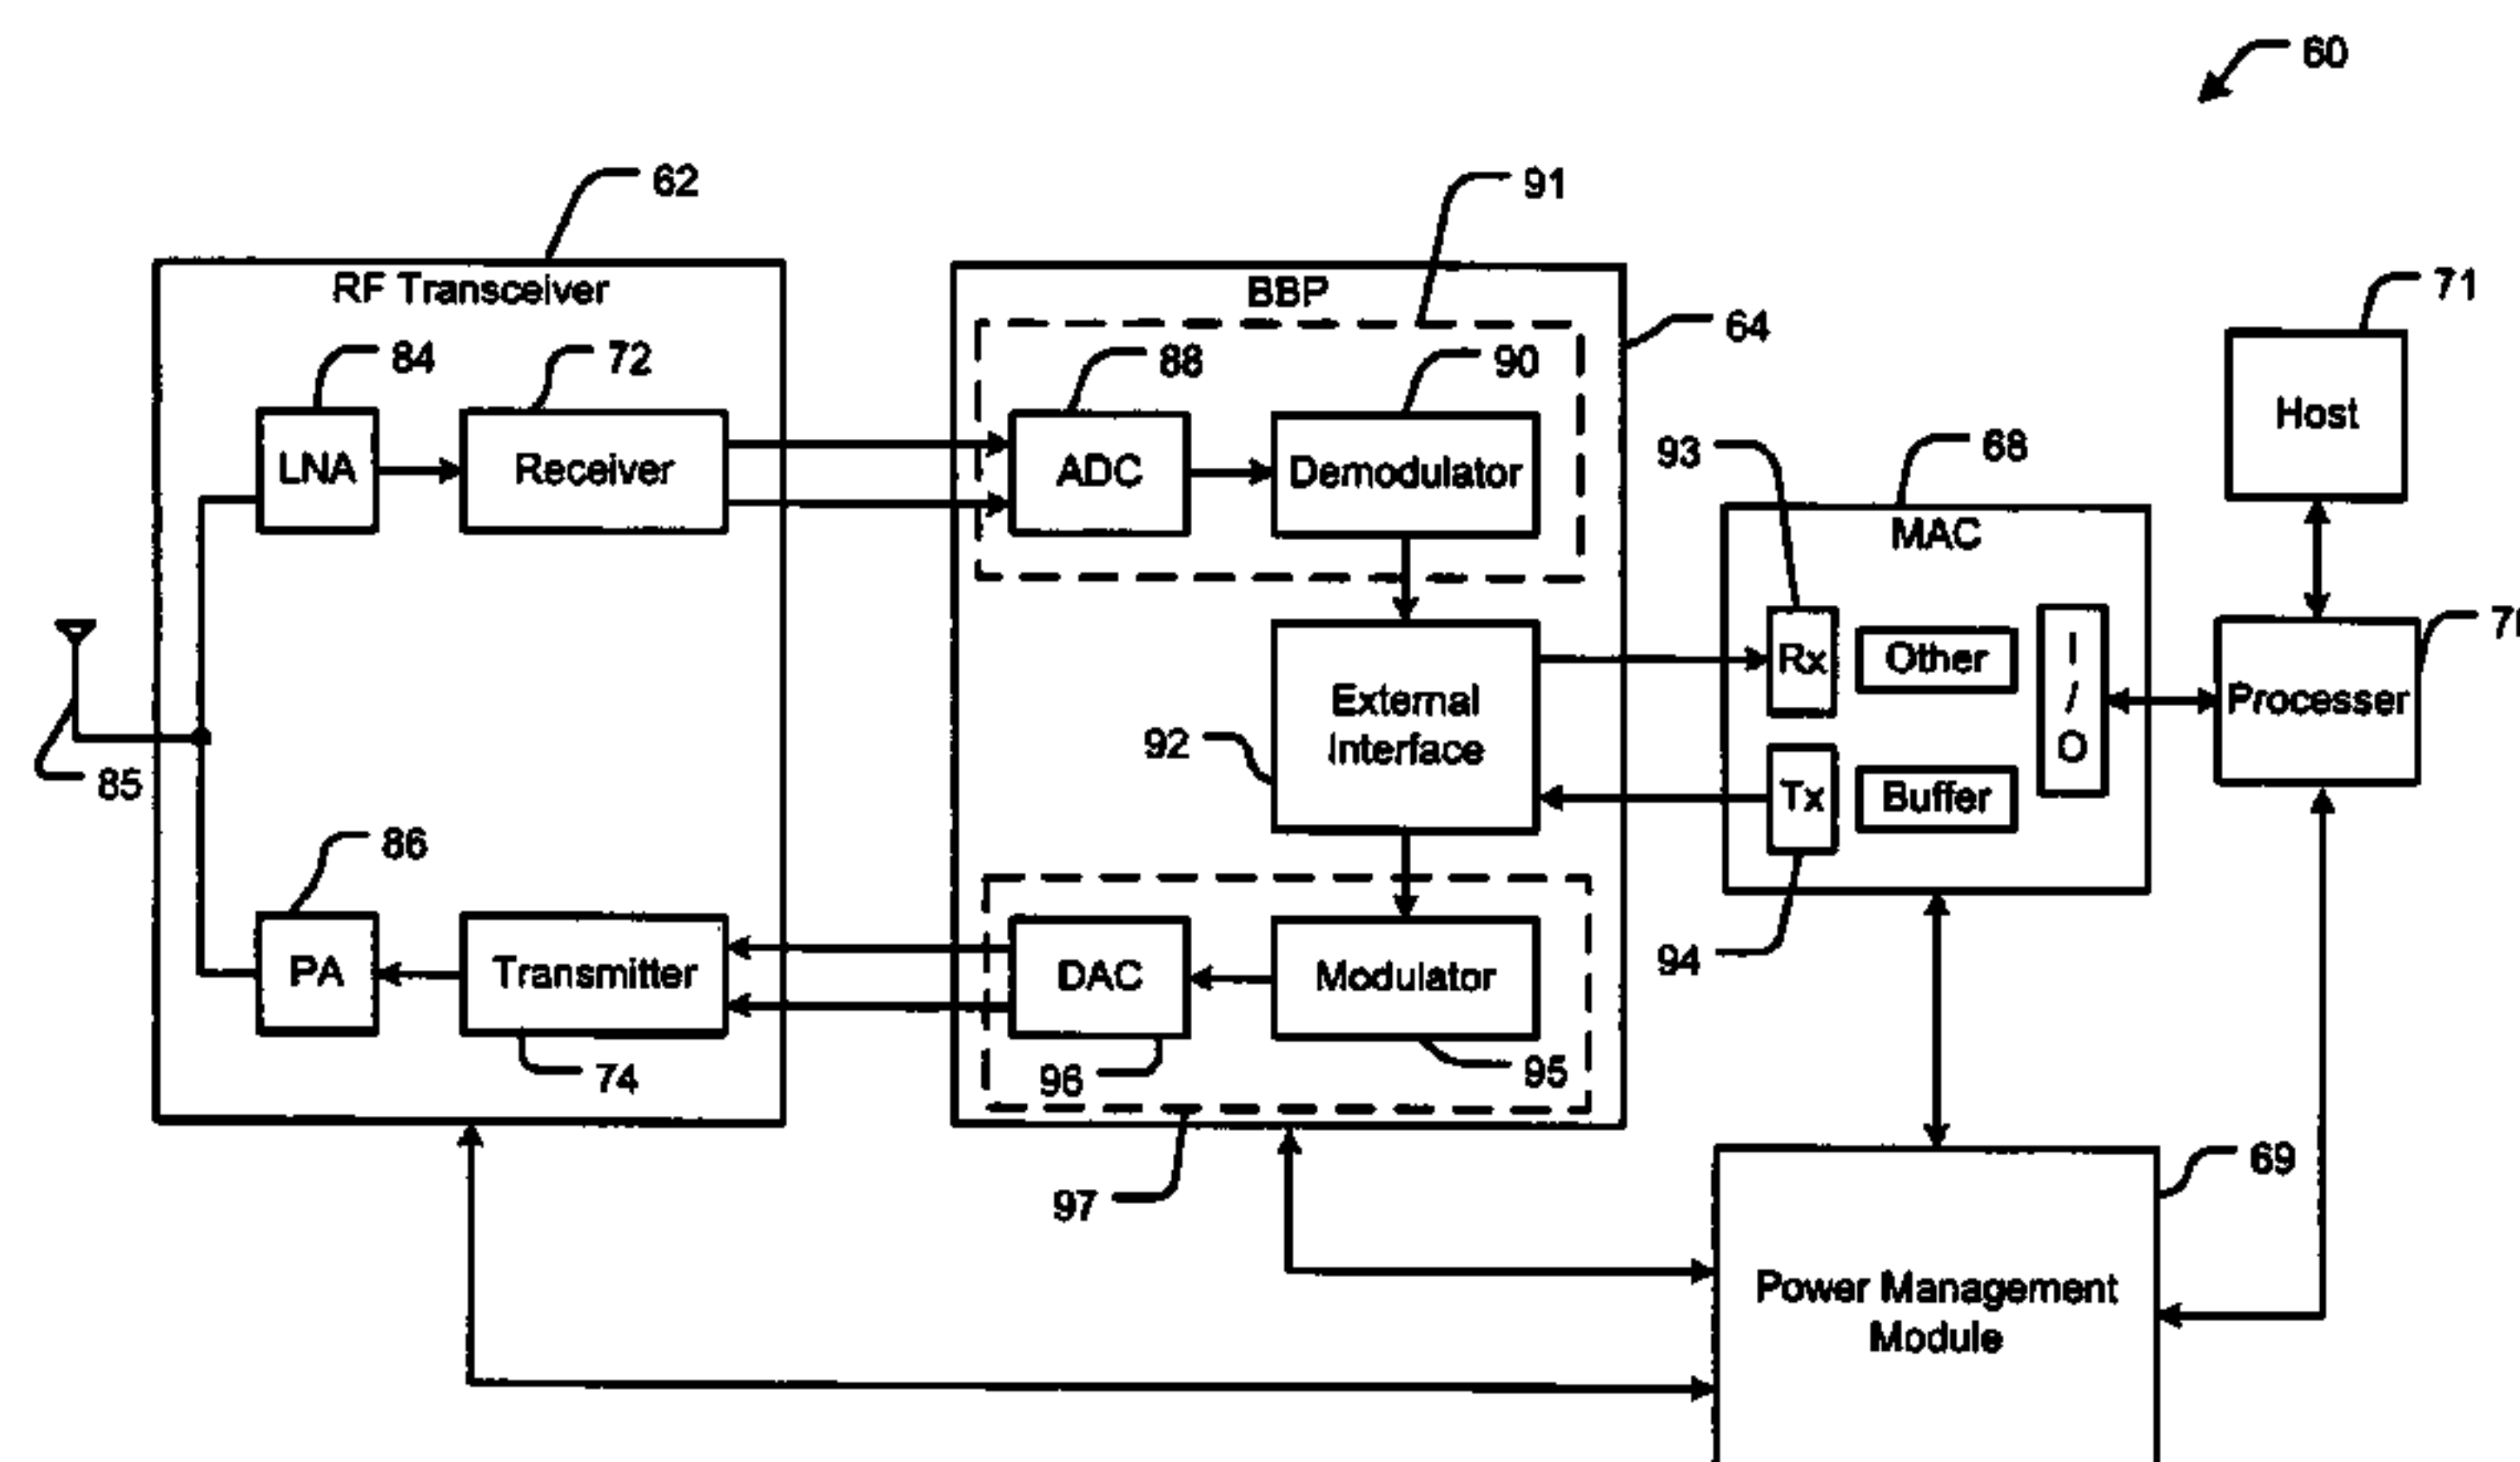 60
62
91
RF Transceiver
BBP
71
64
84
72
88
90
Host
LNA
Receiver
ADC
Demodulator
93
68
MAC
Rx
Other
I
/
O
Processer
External
Interface
92
85
Tx
Buffer
86
94
PA
Transmitter
DAC
Modulator
74
96
95
97
69
Power Management
Module